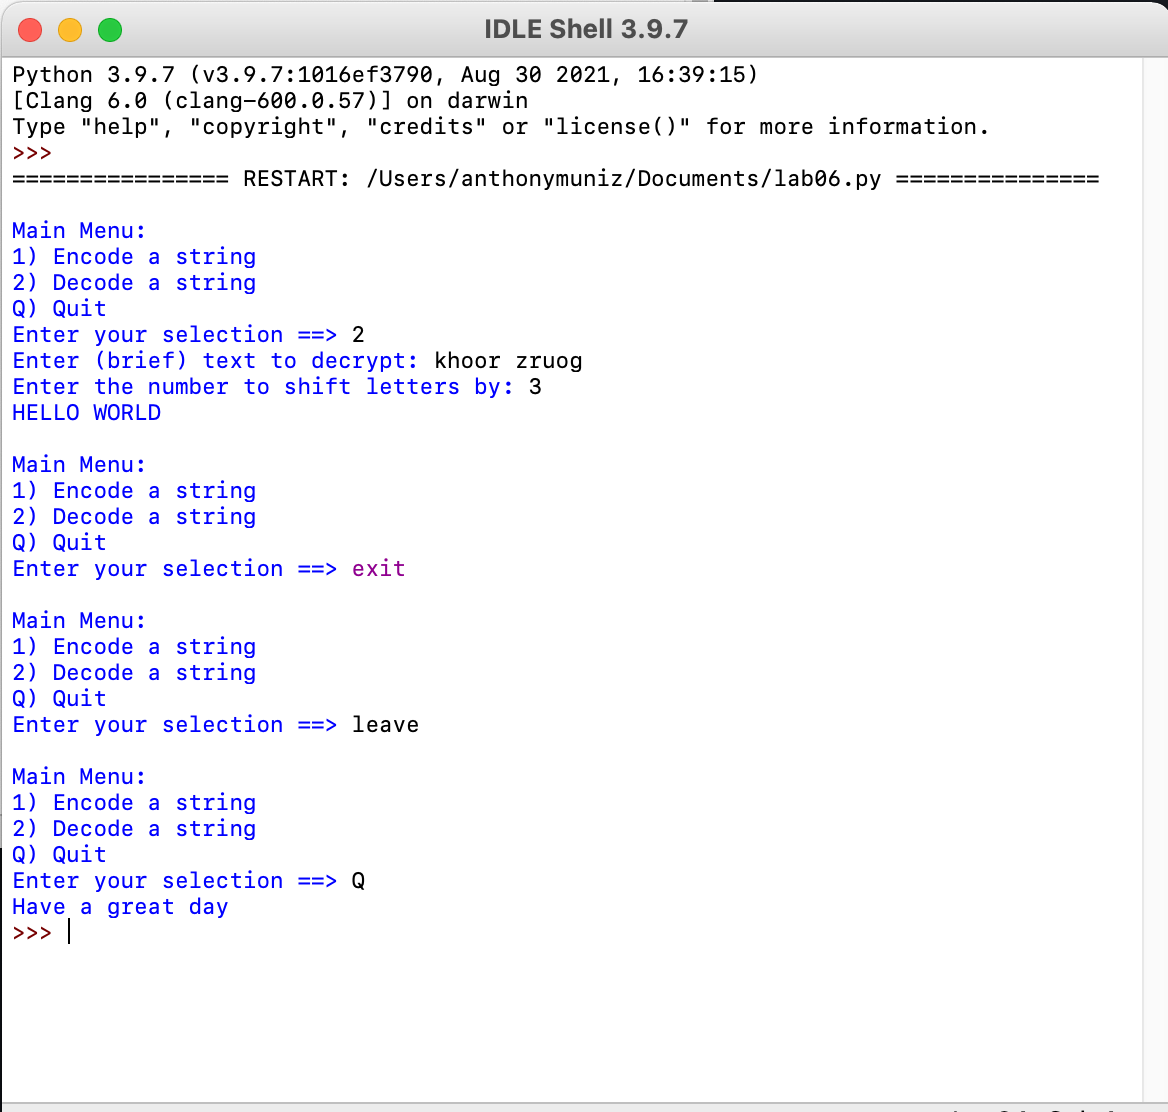 IDLE Shell 3.9.7
Python 3.9.7 (v3.9.7:1016ef3790, Aug 30 2021, 16:39:15)
[Clang 6.0 (clang-600.0.57)] on darwin
Type "help", "copyright", "credits" or "license()" for more information.
>>>
================ RESTART: /Users/anthonymuniz/Documents/lab06.py ===============

Main Menu:
1) Encode a string
2) Decode a string
Q) Quit
Enter your selection ==> 2
Enter (brief) text to decrypt: khoor zruog
Enter the number to shift letters by: 3
HELLO WORLD

Main Menu:
1) Encode a string
2) Decode a string
Q) Quit
Enter your selection ==> exit

Main Menu:
1) Encode a string
2) Decode a string
Q) Quit
Enter your selection ==> leave

Main Menu:
1) Encode a string
2) Decode a string
Q) Quit
Enter your selection ==> Q
Have a great day
>>>